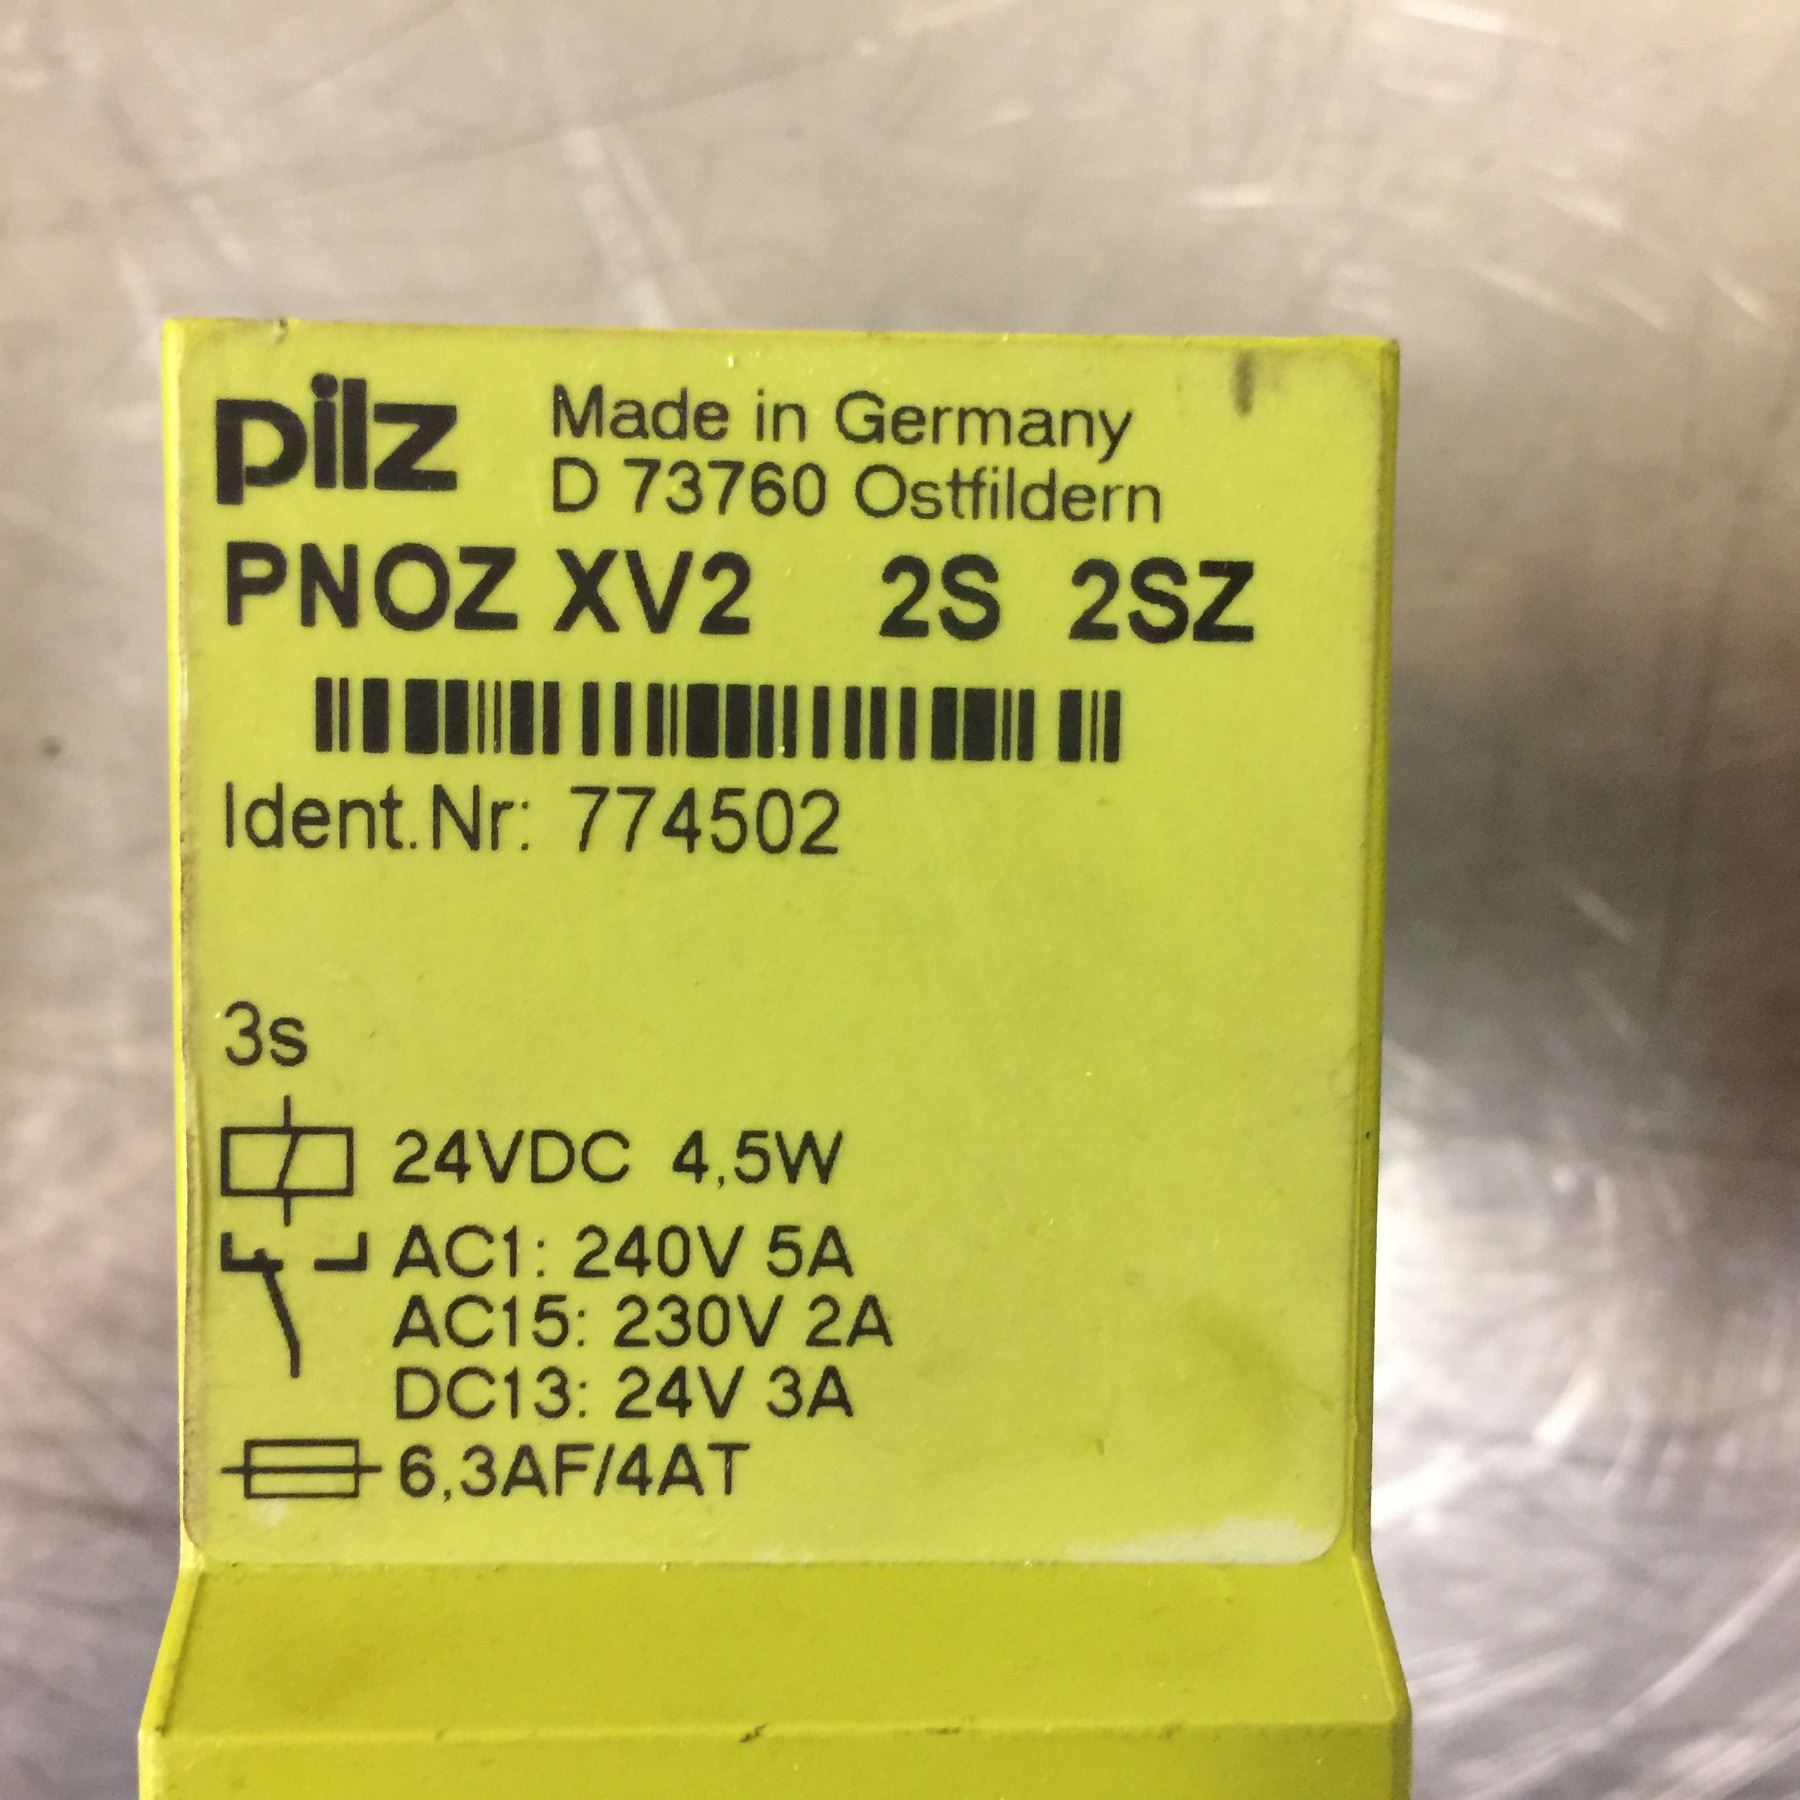 pilz Made in Germany
D 73760 Ostfildern
PNOZ XV2 2S 2SZ
Ident.Nr: 774502
3s
24VDC 4,5W
AC1: 240V 5A
AC15: 230V 2A
DC13: 24V 3A
6,3AF/4AT